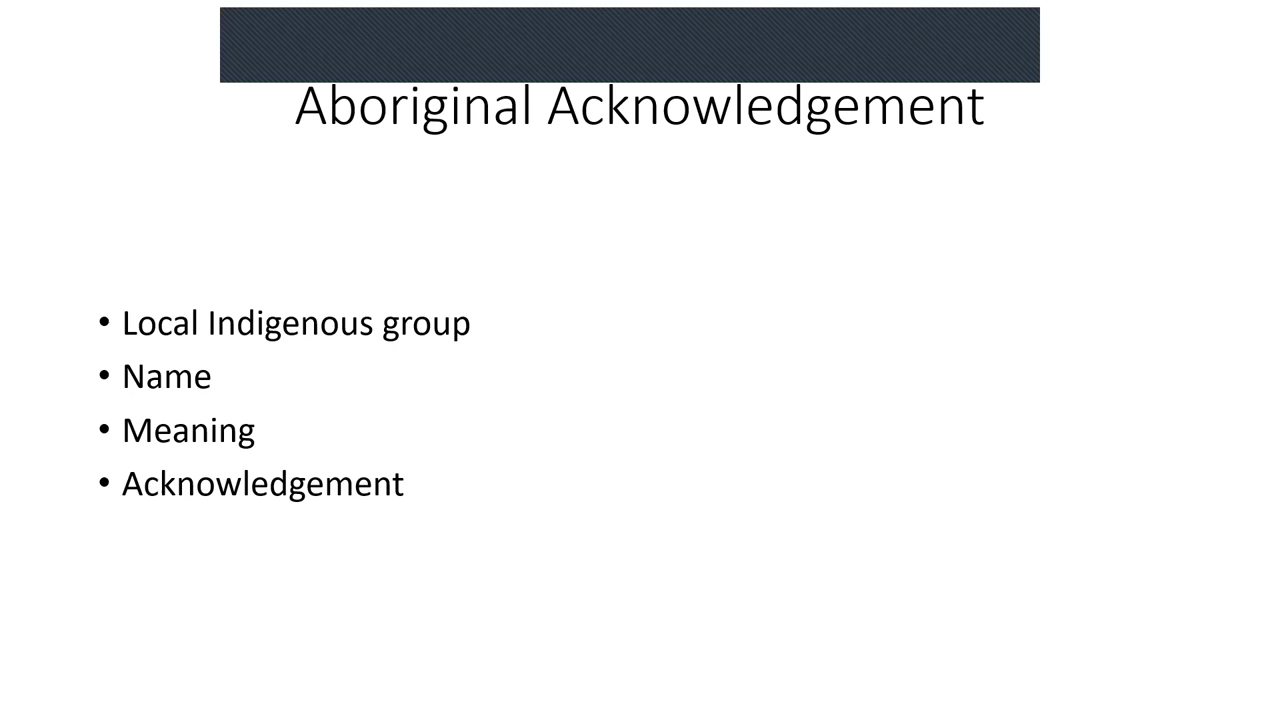 Aboriginal Acknowledgement
• Local Indigenous group
• Name
• Meaning
• Acknowledgement